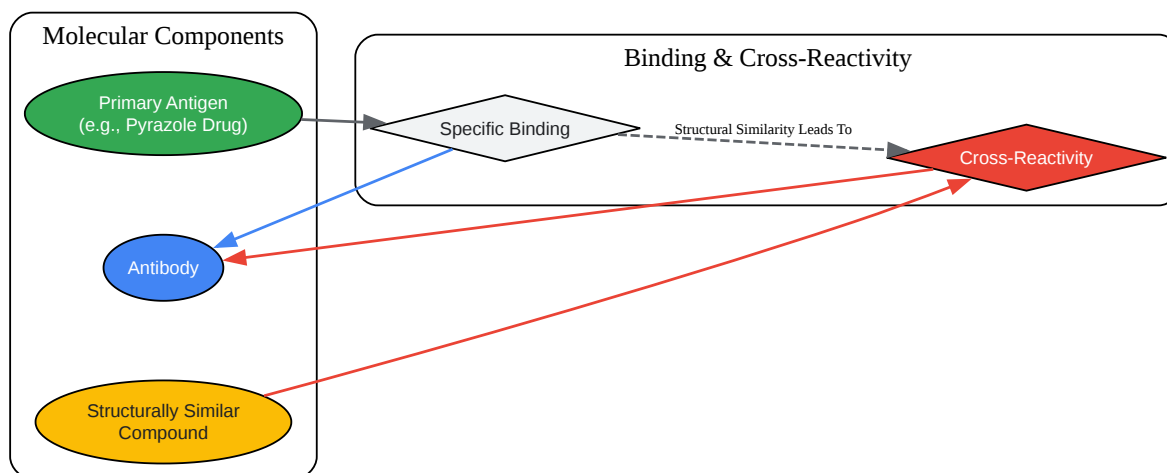 Molecular Components
Primary Antigen
(e.g., Pyrazole Drug)
Antibody
Structurally Similar
Compound
Binding & Cross-Reactivity
Specific Binding
Structural Similarity Leads To
Cross-Reactivity